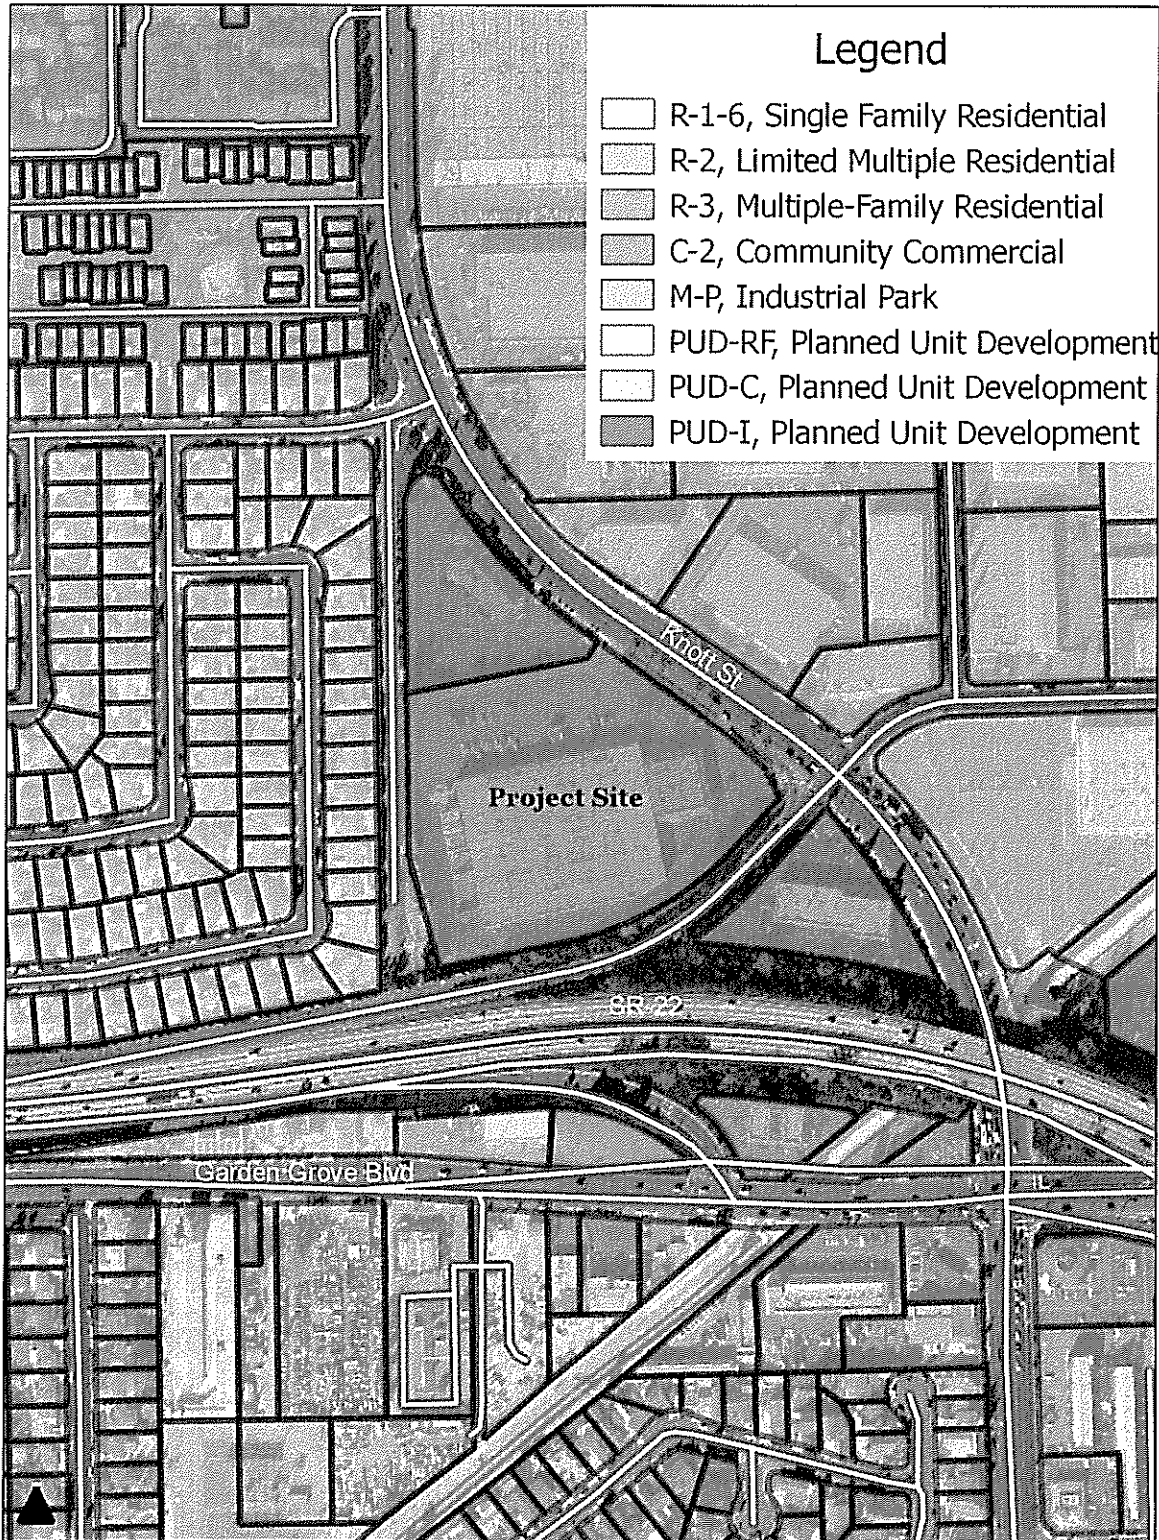 Legend
R-1-6, Single Family Residential
R-2, Limited Multiple Residential
R-3, Multiple-Family Residential
C-2, Community Commercial
M-P, Industrial Park
PUD-RF, Planned Unit Development
PUD-C, Planned Unit Development
PUD-I, Planned Unit Development
Knott St
Project Site
SR-22
Garden Grove Blvd